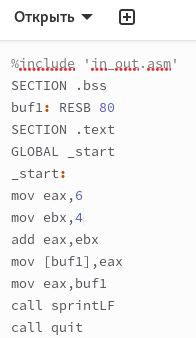 Открыть
%include 'in_out.asm'
SECTION .bss
buf1: RESB 80
SECTION .text
GLOBAL _start
_start:
mov eax,6
mov ebx,4
add eax,ebx
mov [buf1],eax
mov eax,buf1
call sprintLF
call quit